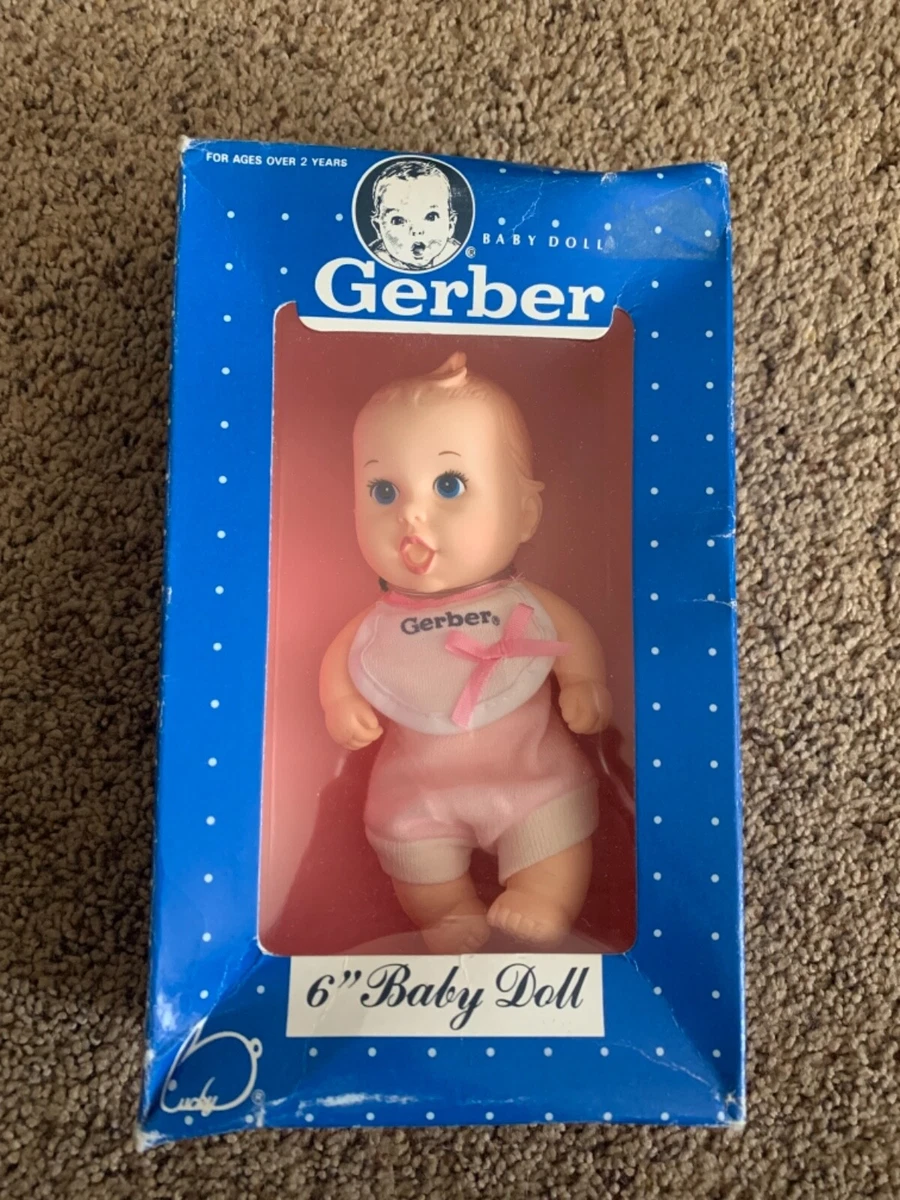 FOR AGES OVER 2 YEARS
® BABY DOLL
Gerber
Gerber®
6” Baby Doll
Lucky ®